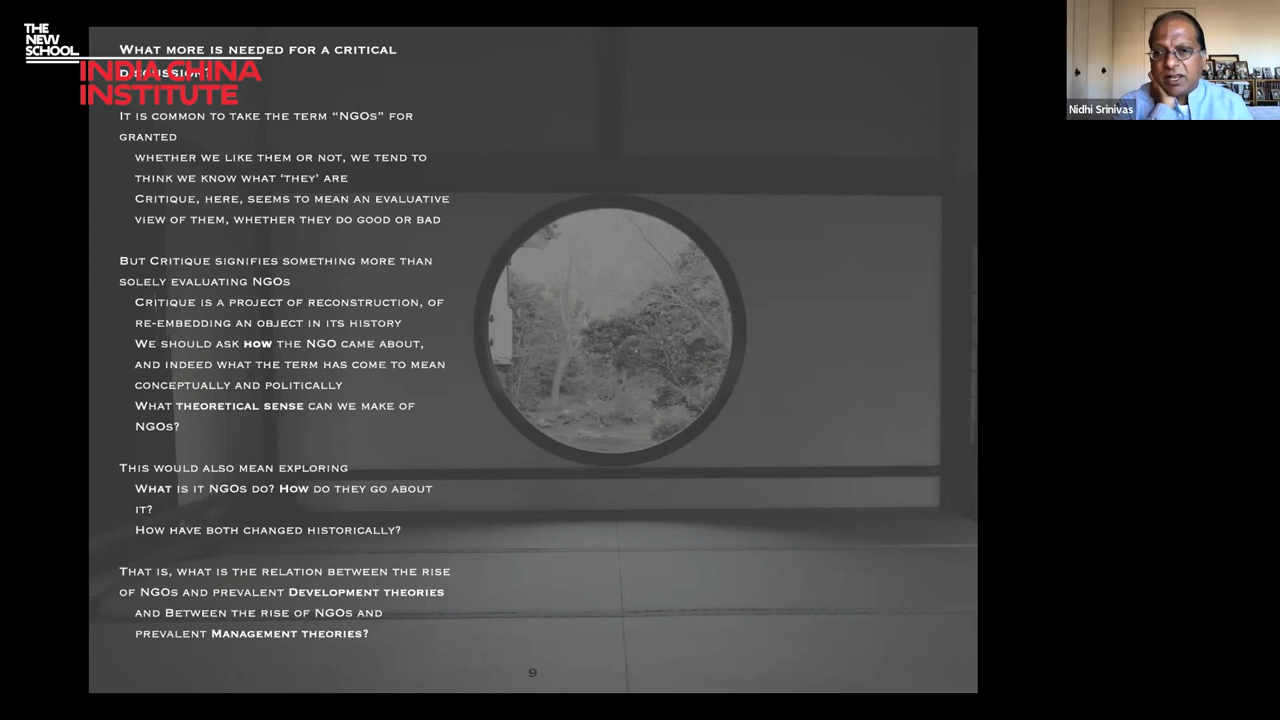 THE
NEW
SCHOOL
INDIA CHINA
INSTITUTE
What more is needed for a critical
discussion?
It is common to take the term “NGOs” for
granted
whether we like them or not, we tend to
think we know what ‘they’ are
Critique, here, seems to mean an evaluative
view of them, whether they do good or bad
But Critique signifies something more than
solely evaluating NGOs
Critique is a project of reconstruction, of
re-embedding an object in its history
We should ask how the NGO came about,
and indeed what the term has come to mean
conceptually and politically
What theoretical sense can we make of
NGOs?
This would also mean exploring
What is it NGOs do? How do they go about
it?
How have both changed historically?
That is, what is the relation between the rise
of NGOs and prevalent Development theories
and Between the rise of NGOs and
prevalent Management theories?
9
Nidhi Srinivas